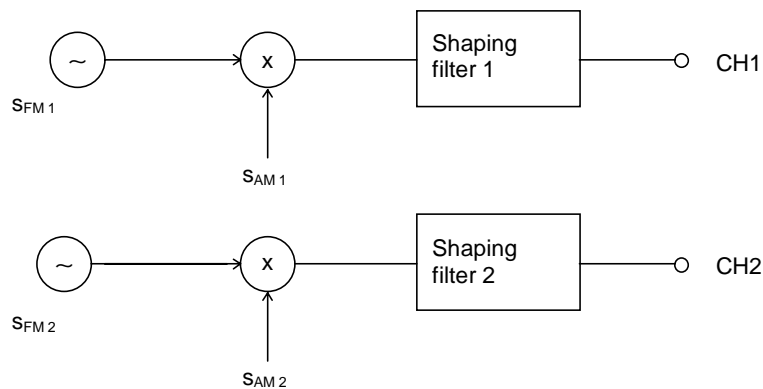 ~
x
Shaping
filter 1
CH1
sFM 1
sAM 1
~
x
Shaping
filter 2
CH2
sFM 2
sAM 2